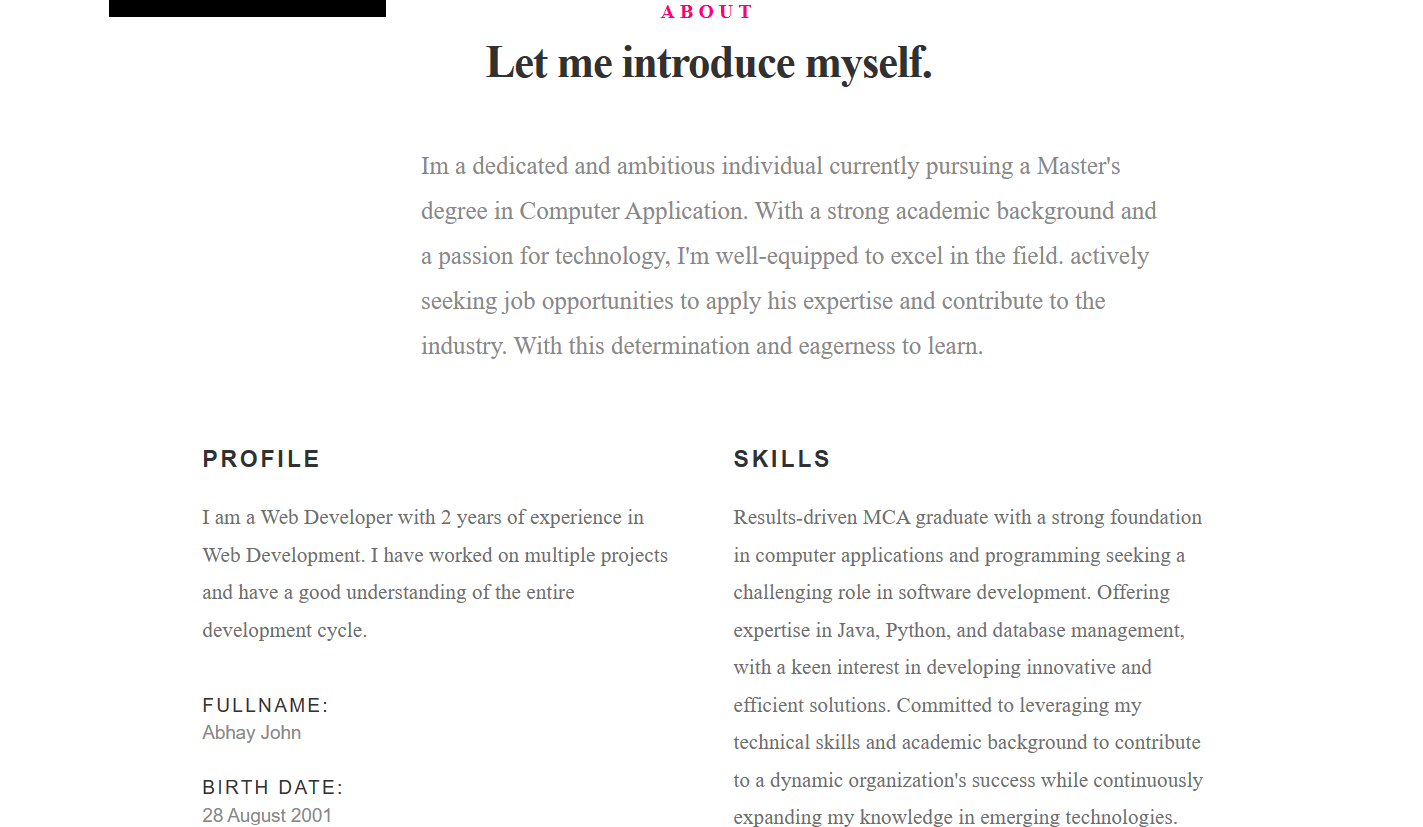 ABOUT
Let me introduce myself.
Im a dedicated and ambitious individual currently pursuing a Master's
degree in Computer Application. With a strong academic background and
a passion for technology, I'm well-equipped to excel in the field. actively
seeking job opportunities to apply his expertise and contribute to the
industry. With this determination and eagerness to learn.
PROFILE
I am a Web Developer with 2 years of experience in
Web Development. I have worked on multiple projects
and have a good understanding of the entire
development cycle.
FULLNAME:
Abhay John
BIRTH DATE:
28 August 2001
SKILLS
Results-driven MCA graduate with a strong foundation
in computer applications and programming seeking a
challenging role in software development. Offering
expertise in Java, Python, and database management,
with a keen interest in developing innovative and
efficient solutions. Committed to leveraging my
technical skills and academic background to contribute
to a dynamic organization's success while continuously
expanding my knowledge in emerging technologies.